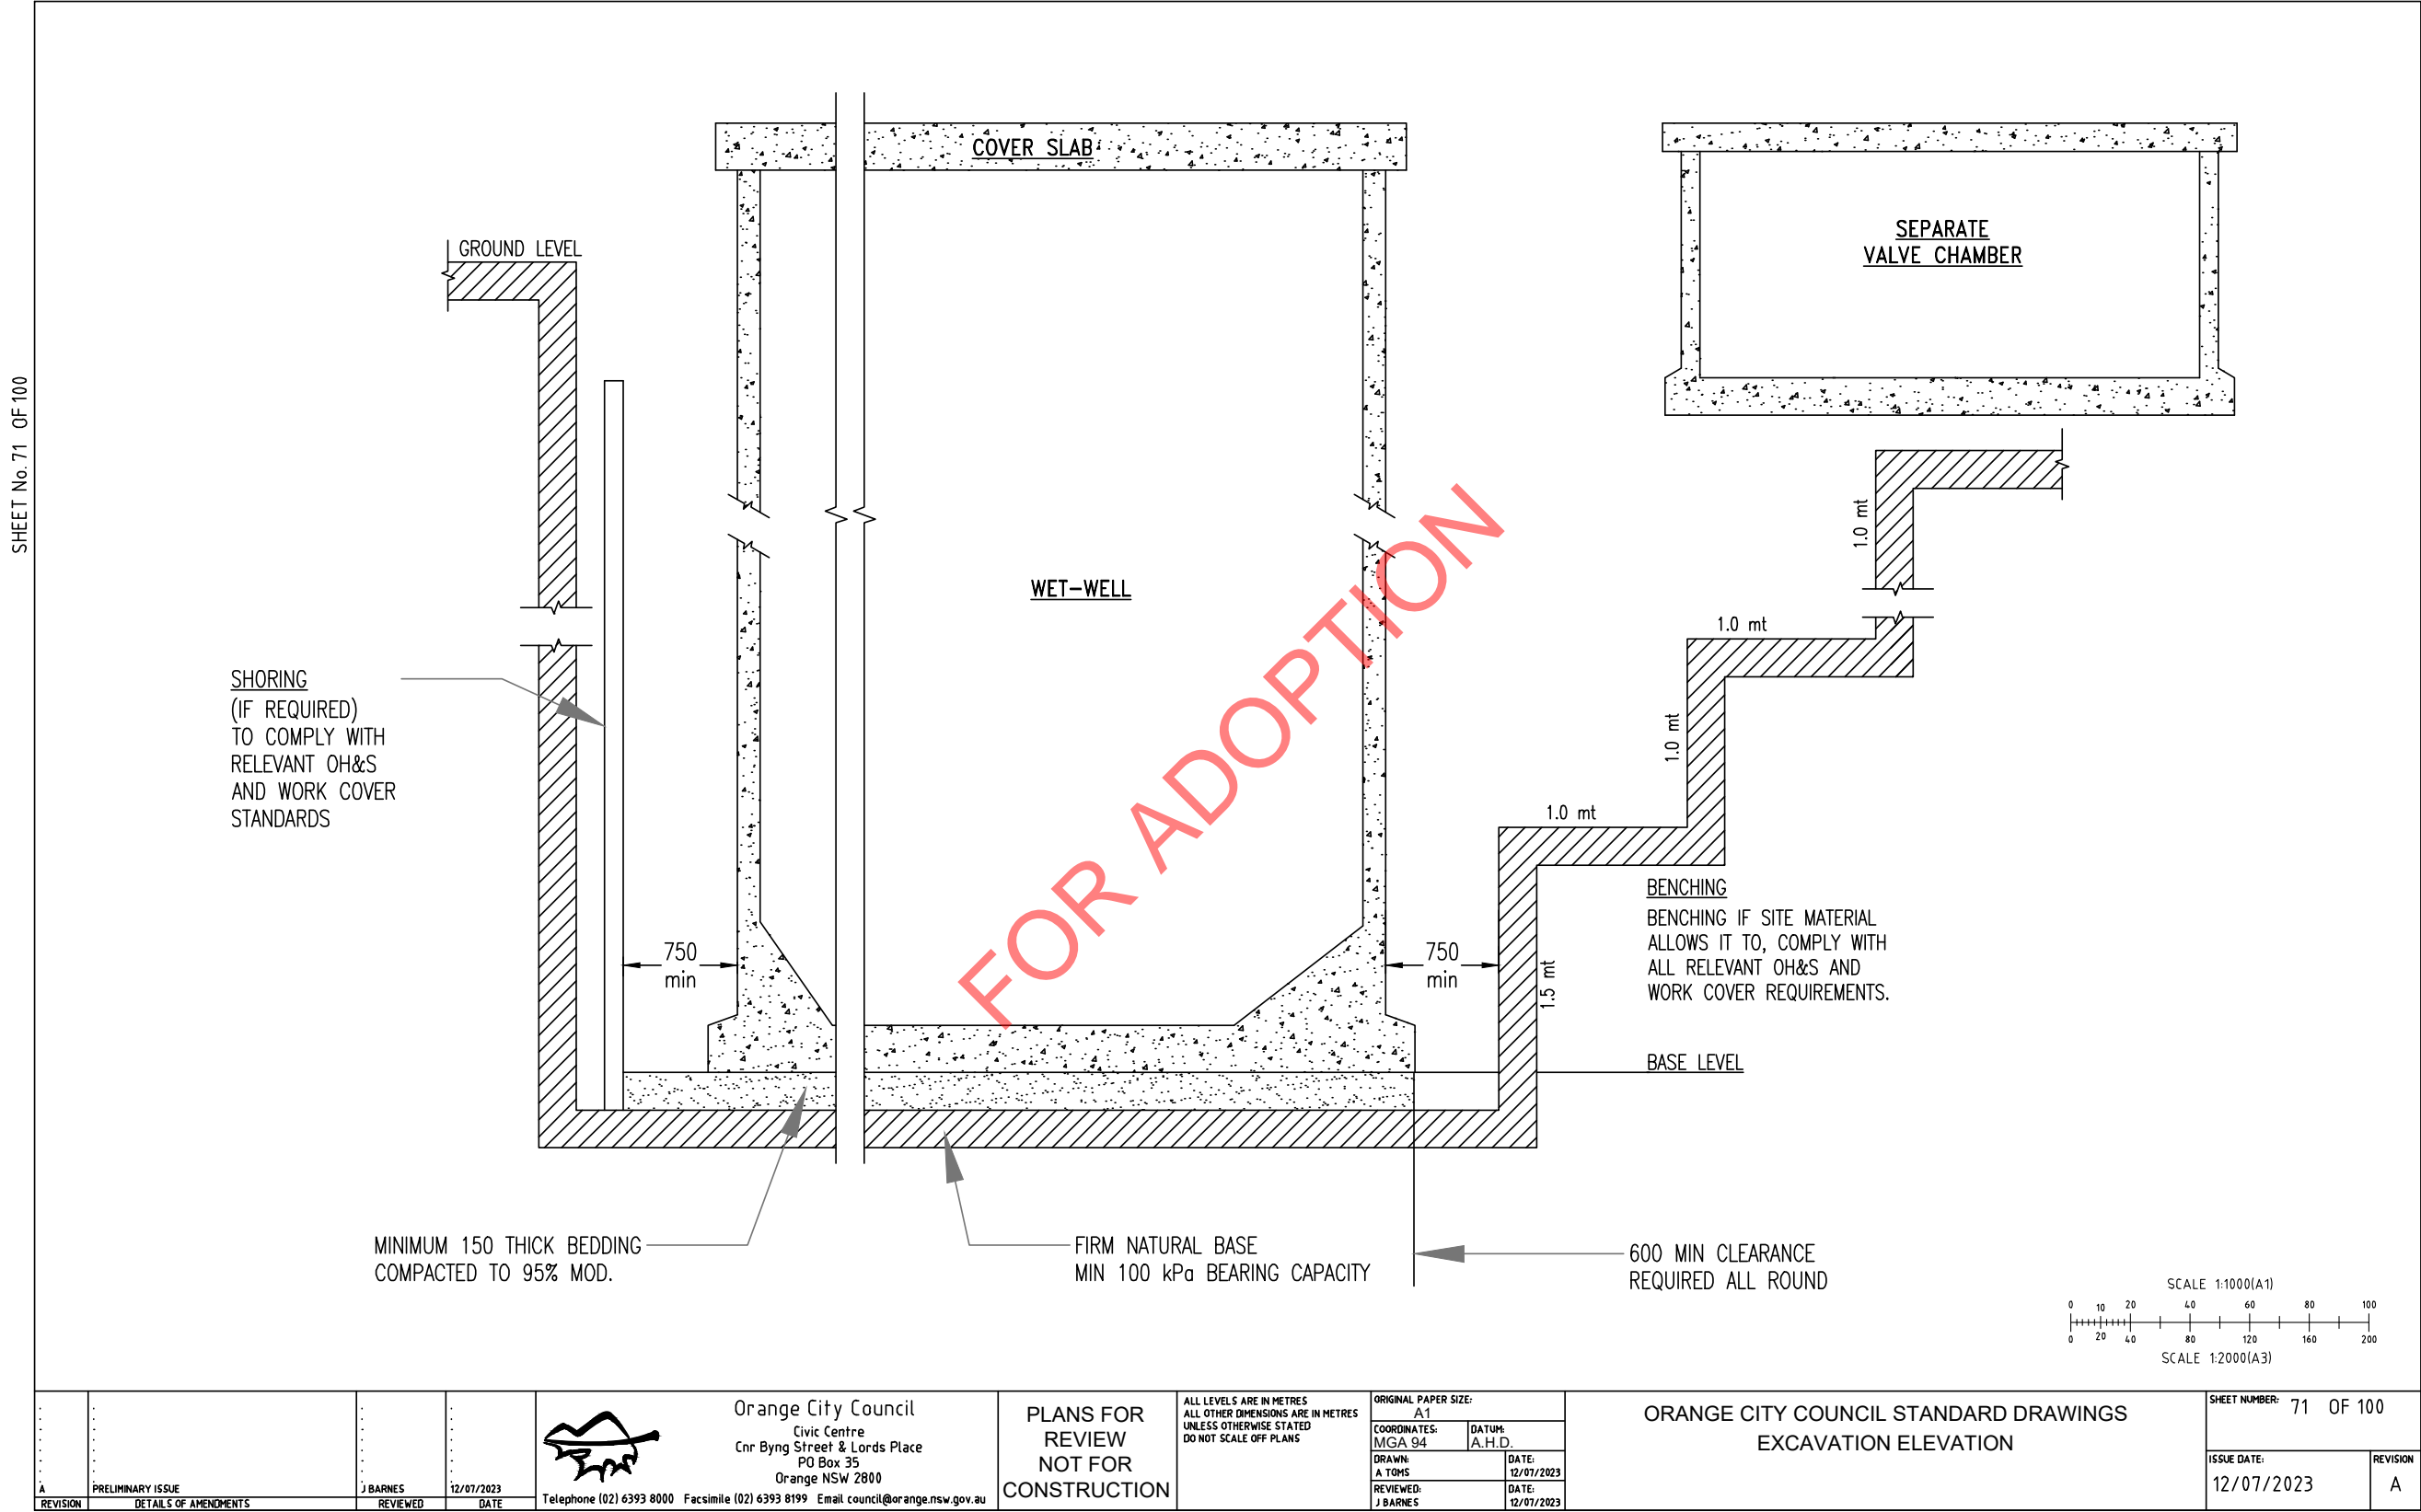 SHEET No. 71 OF 100
COVER SLAB
GROUND LEVEL
SEPARATE
VALVE CHAMBER
WET-WELL
1.0 mt
1.0 mt
1.0 mt
1.0 mt
SHORING
(IF REQUIRED)
TO COMPLY WITH
RELEVANT OH&S
AND WORK COVER
STANDARDS
FOR ADOPTION
750
min
750
min
1.5 mt
BENCHING
BENCHING IF SITE MATERIAL
ALLOWS IT TO, COMPLY WITH
ALL RELEVANT OH&S AND
WORK COVER REQUIREMENTS.
BASE LEVEL
MINIMUM 150 THICK BEDDING
COMPACTED TO 95% MOD.
FIRM NATURAL BASE
MIN 100 kPa BEARING CAPACITY
600 MIN CLEARANCE
REQUIRED ALL ROUND
SCALE 1:1000(A1)
0 10 20 40 60 80 100
0 20 40 80 120 160 200
SCALE 1:2000(A3)
A PRELIMINARY ISSUE J BARNES 12/07/2023
REVISION DETAILS OF AMENDMENTS REVIEWED DATE
Orange City Council
Civic Centre
Cnr Byng Street & Lords Place
PO Box 35
Orange NSW 2800
Telephone (02) 6393 8000 Facsimile (02) 6393 8199 Email council@orange.nsw.gov.au
PLANS FOR
REVIEW
NOT FOR
CONSTRUCTION
ALL LEVELS ARE IN METRES
ALL OTHER DIMENSIONS ARE IN METRES
UNLESS OTHERWISE STATED
DO NOT SCALE OFF PLANS
ORIGINAL PAPER SIZE:
A1
COORDINATES: DATUM:
MGA 94 A.H.D.
DRAWN: DATE:
A TOMS 12/07/2023
REVIEWED: DATE:
J BARNES 12/07/2023
ORANGE CITY COUNCIL STANDARD DRAWINGS
EXCAVATION ELEVATION
SHEET NUMBER: 71 OF 100
ISSUE DATE: REVISION
12/07/2023 A